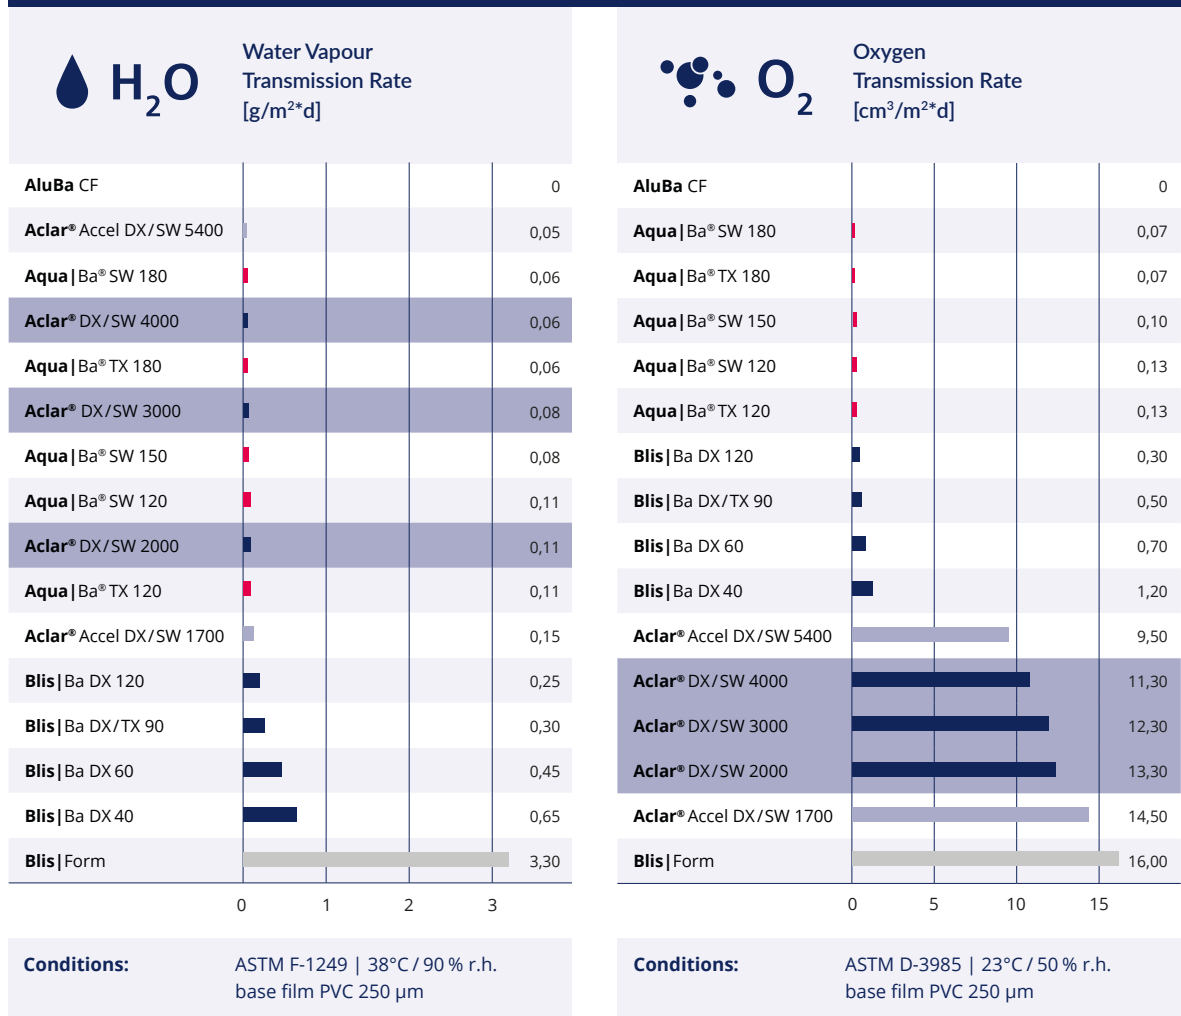 H2O
Water Vapour
Transmission Rate
[g/m²*d]
AluBa CF 0
Aclar® Accel DX/SW 5400 0,05
Aqua|Ba® SW 180 0,06
Aclar® DX/SW 4000 0,06
Aqua|Ba® TX 180 0,06
Aclar® DX/SW 3000 0,08
Aqua|Ba® SW 150 0,08
Aqua|Ba® SW 120 0,11
Aclar® DX/SW 2000 0,11
Aqua|Ba® TX 120 0,11
Aclar® Accel DX/SW 1700 0,15
Blis|Ba DX 120 0,25
Blis|Ba DX/TX 90 0,30
Blis|Ba DX 60 0,45
Blis|Ba DX 40 0,65
Blis|Form 3,30
0 1 2 3
Conditions: ASTM F-1249 | 38°C / 90 % r.h.
base film PVC 250 µm
O2
Oxygen
Transmission Rate
[cm³/m²*d]
AluBa CF 0
Aqua|Ba® SW 180 0,07
Aqua|Ba® TX 180 0,07
Aqua|Ba® SW 150 0,10
Aqua|Ba® SW 120 0,13
Aqua|Ba® TX 120 0,13
Blis|Ba DX 120 0,30
Blis|Ba DX/TX 90 0,50
Blis|Ba DX 60 0,70
Blis|Ba DX 40 1,20
Aclar® Accel DX/SW 5400 9,50
Aclar® DX/SW 4000 11,30
Aclar® DX/SW 3000 12,30
Aclar® DX/SW 2000 13,30
Aclar® Accel DX/SW 1700 14,50
Blis|Form 16,00
0 5 10 15
Conditions: ASTM D-3985 | 23°C / 50 % r.h.
base film PVC 250 µm